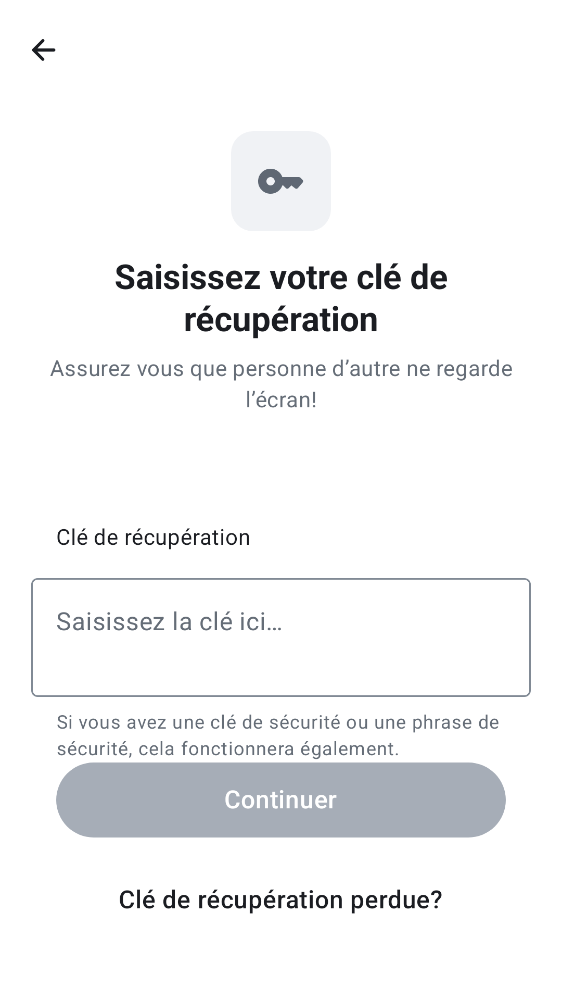 Saisissez votre clé de
récupération
Assurez vous que personne d’autre ne regarde
l’écran!
Clé de récupération
Saisissez la clé ici…
Si vous avez une clé de sécurité ou une phrase de
sécurité, cela fonctionnera également.
Continuer
Clé de récupération perdue?